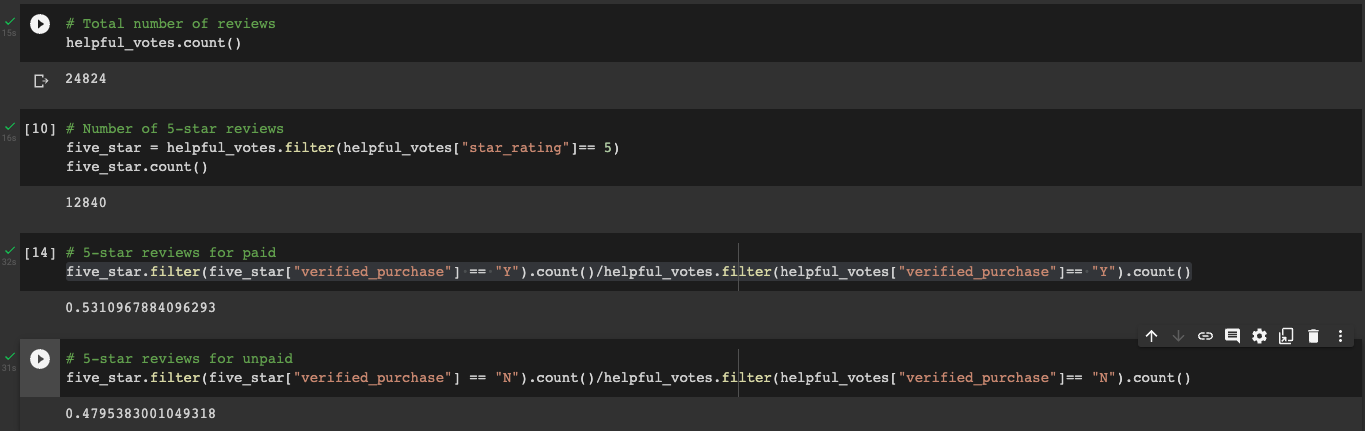 # Total number of reviews
15s
helpful_votes.count()
24824
[10] # Number of 5-star reviews
16s
five_star = helpful_votes.filter(helpful_votes["star_rating"]== 5)
five_star.count()
12840
[14] # 5-star reviews for paid
32s
five_star.filter(five_star["verified_purchase"] == "Y").count()/helpful_votes.filter(helpful_votes["verified_purchase"]== "Y").count()
0.5310967884096293
# 5-star reviews for unpaid
31s
five_star.filter(five_star["verified_purchase"] == "N").count()/helpful_votes.filter(helpful_votes["verified_purchase"]== "N").count()
0.4795383001049318